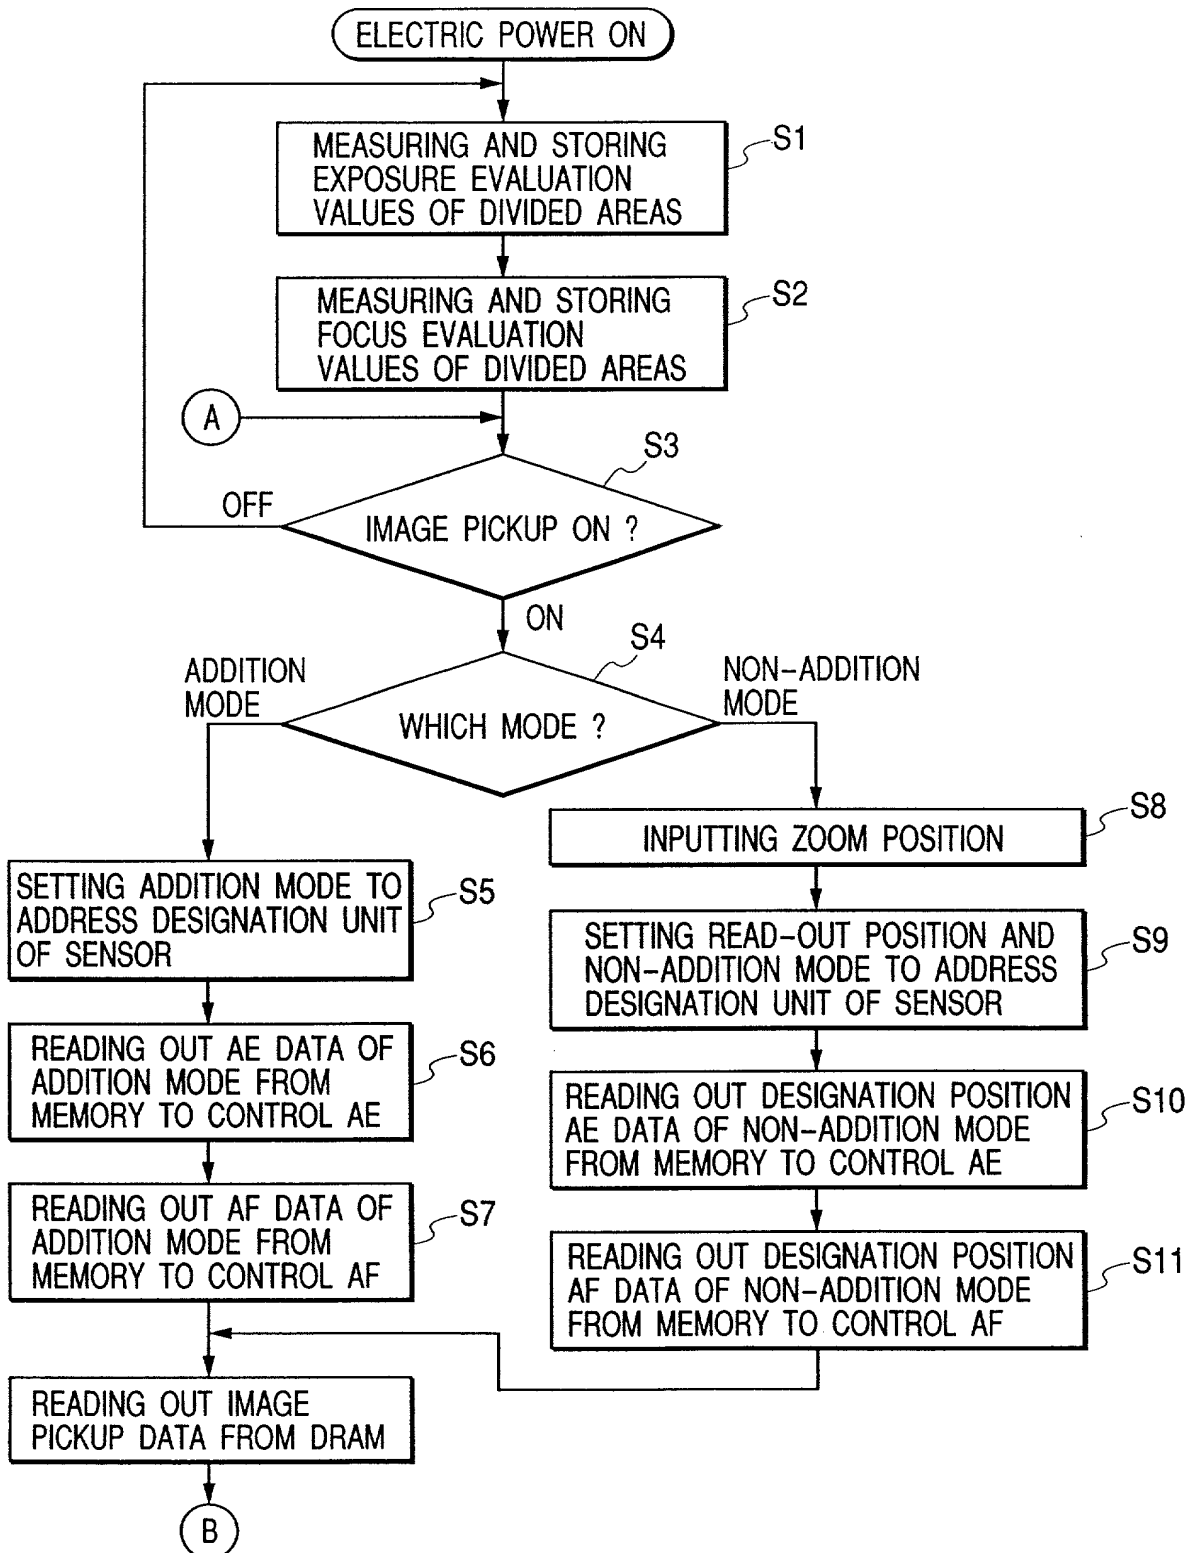 ELECTRIC POWER ON
MEASURING AND STORING
EXPOSURE EVALUATION
VALUES OF DIVIDED AREAS
S1
MEASURING AND STORING
FOCUS EVALUATION
VALUES OF DIVIDED AREAS
S2
A
S3
OFF
IMAGE PICKUP ON ?
ON
S4
ADDITION
MODE
NON-ADDITION
MODE
WHICH MODE ?
SETTING ADDITION MODE TO
ADDRESS DESIGNATION UNIT
OF SENSOR
S5
READING OUT AE DATA OF
ADDITION MODE FROM
MEMORY TO CONTROL AE
S6
READING OUT AF DATA OF
ADDITION MODE FROM
MEMORY TO CONTROL AF
S7
INPUTTING ZOOM POSITION
S8
SETTING READ-OUT POSITION AND
NON-ADDITION MODE TO ADDRESS
DESIGNATION UNIT OF SENSOR
S9
READING OUT DESIGNATION POSITION
AE DATA OF NON-ADDITION MODE
FROM MEMORY TO CONTROL AE
S10
READING OUT DESIGNATION POSITION
AF DATA OF NON-ADDITION MODE
FROM MEMORY TO CONTROL AF
S11
READING OUT IMAGE
PICKUP DATA FROM DRAM
B